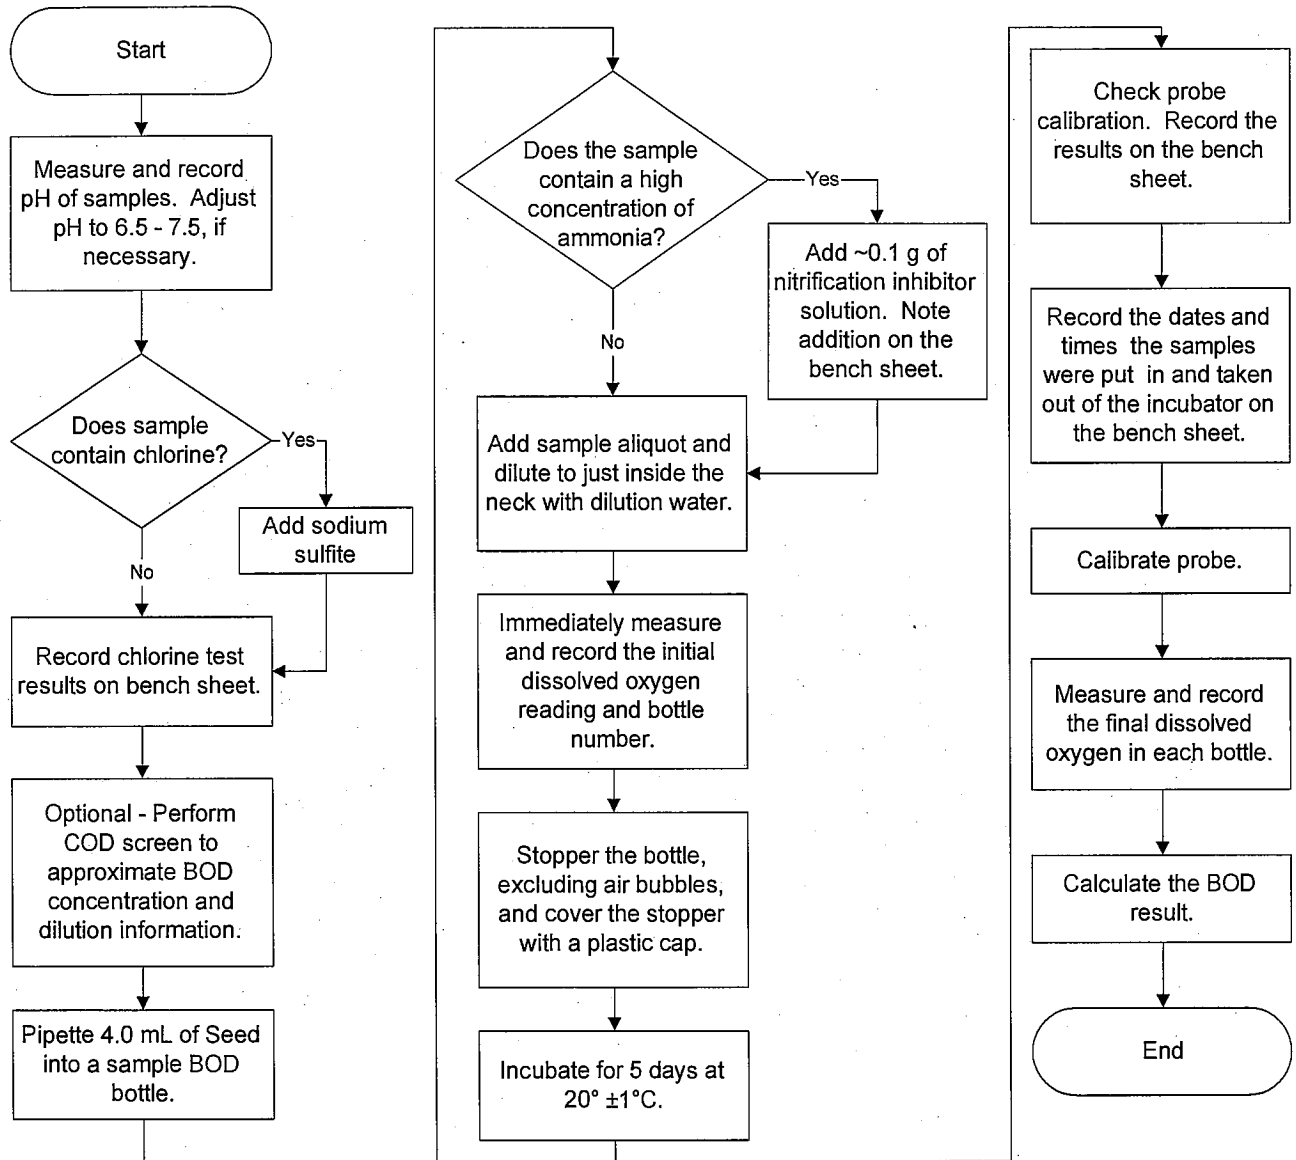 Start
Measure and record
pH of samples.  Adjust
pH to 6.5 - 7.5, if
necessary.
Does sample
contain chlorine?
Yes
Add sodium
sulfite
No
Record chlorine test
results on bench sheet.
Optional - Perform
COD screen to
approximate BOD
concentration and
dilution information.
Pipette 4.0 mL of Seed
into a sample BOD
bottle.
Does the sample
contain a high
concentration of
ammonia?
Yes
Add ~0.1 g of
nitrification inhibitor
solution.  Note
addition on the
bench sheet.
No
Add sample aliquot and
dilute to just inside the
neck with dilution water.
Immediately measure
and record the initial
dissolved oxygen
reading and bottle
number.
Stopper the bottle,
excluding air bubbles,
and cover the stopper
with a plastic cap.
Incubate for 5 days at
20° ±1°C.
Check probe
calibration.  Record the
results on the bench
sheet.
Record the dates and
times  the samples
were put  in and taken
out of the incubator on
the bench sheet.
Calibrate probe.
Measure and record
the final dissolved
oxygen in each bottle.
Calculate the BOD
result.
End